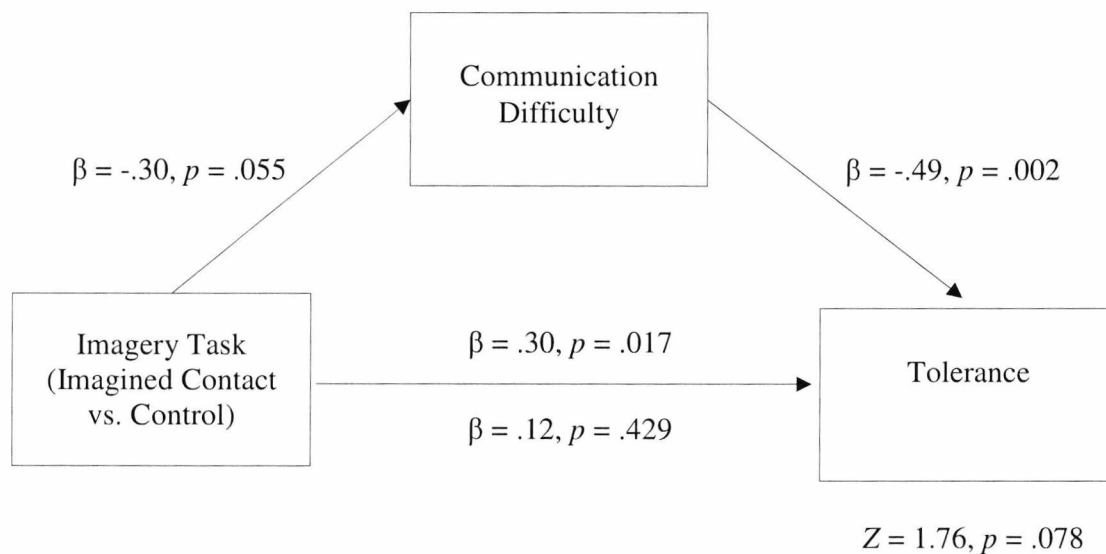 Communication
Difficulty
β = -.30, p = .055
β = -.49, p = .002
Imagery Task
(Imagined Contact
vs. Control)
β = .30, p = .017
β = .12, p = .429
Tolerance
Z = 1.76, p = .078